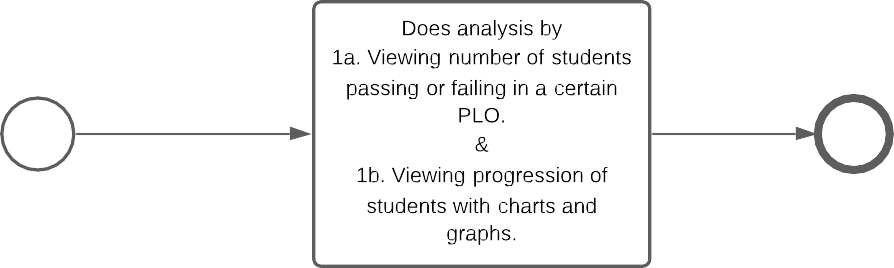 Does analysis by
1a. Viewing number of students
passing or failing in a certain
PLO.
&
1b. Viewing progression of
students with charts and
graphs.